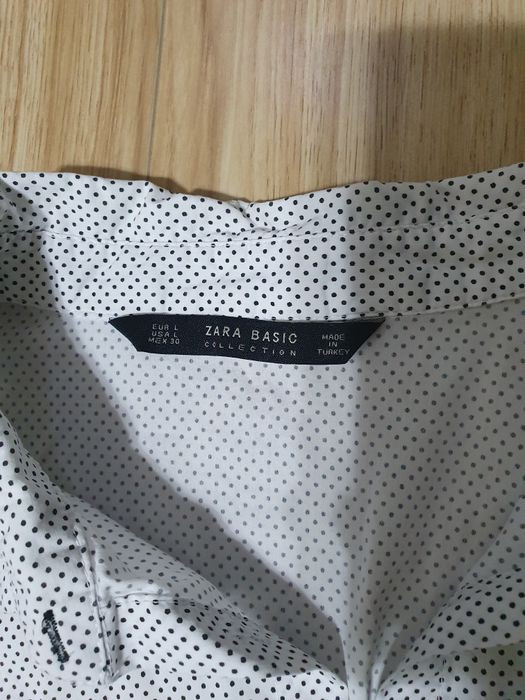 EUR L
USA L
MEX 30
ZARA BASIC
COLLECTION
MADE
IN
TURKEY